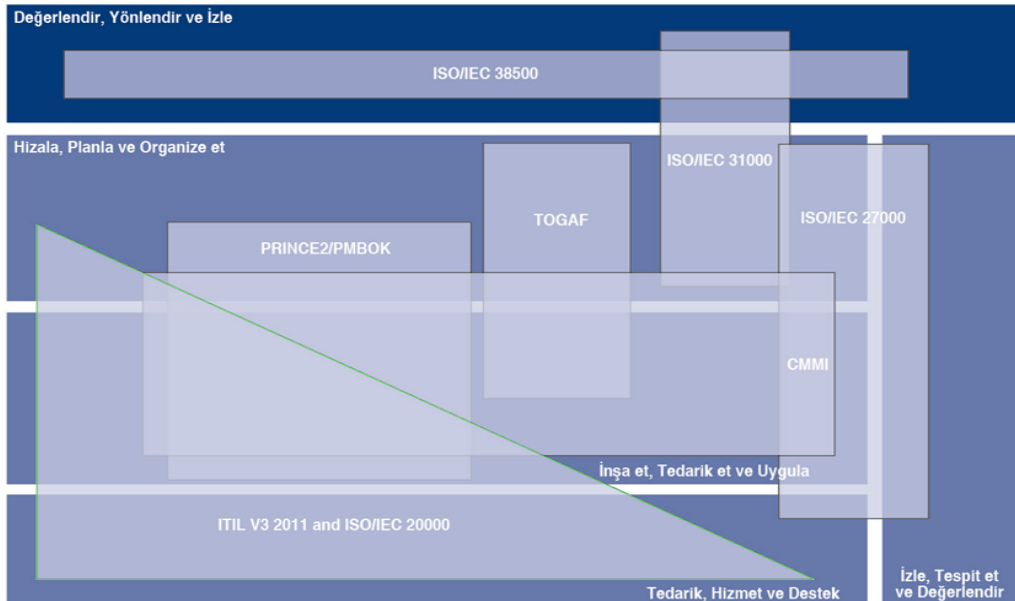 Değerlendir, Yönlendir ve İzle
ISO/IEC 38500
Hizala, Planla ve Organize et
ISO/IEC 31000
TOGAF
ISO/IEC 27000
PRINCE2/PMBOK
CMMI
İnşa et, Tedarik et ve Uygula
ITIL V3 2011 and ISO/IEC 20000
Tedarik, Hizmet ve Destek
İzle, Tespit et
ve Değerlendir